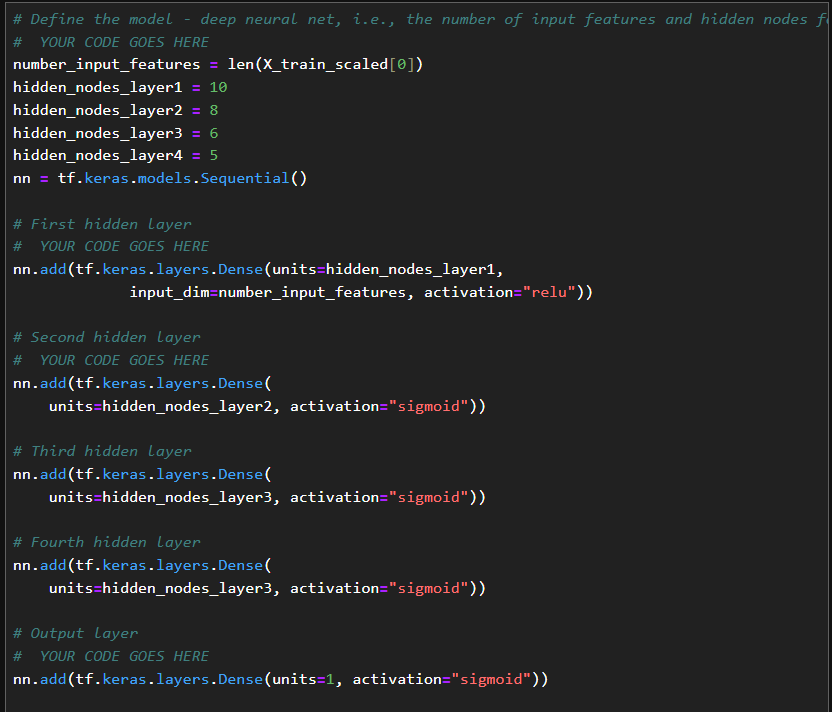 # Define the model - deep neural net, i.e., the number of input features and hidden nodes
# YOUR CODE GOES HERE
number_input_features = len(X_train_scaled[0])
hidden_nodes_layer1 = 10
hidden_nodes_layer2 = 8
hidden_nodes_layer3 = 6
hidden_nodes_layer4 = 5
nn = tf.keras.models.Sequential()
# First hidden layer
# YOUR CODE GOES HERE
nn.add(tf.keras.layers.Dense(units=hidden_nodes_layer1,
input_dim=number_input_features, activation="relu"))
# Second hidden layer
# YOUR CODE GOES HERE
nn.add(tf.keras.layers.Dense(
units=hidden_nodes_layer2, activation="sigmoid"))
# Third hidden layer
nn.add(tf.keras.layers.Dense(
units=hidden_nodes_layer3, activation="sigmoid"))
# Fourth hidden layer
nn.add(tf.keras.layers.Dense(
units=hidden_nodes_layer3, activation="sigmoid"))
# Output layer
# YOUR CODE GOES HERE
nn.add(tf.keras.layers.Dense(units=1, activation="sigmoid"))